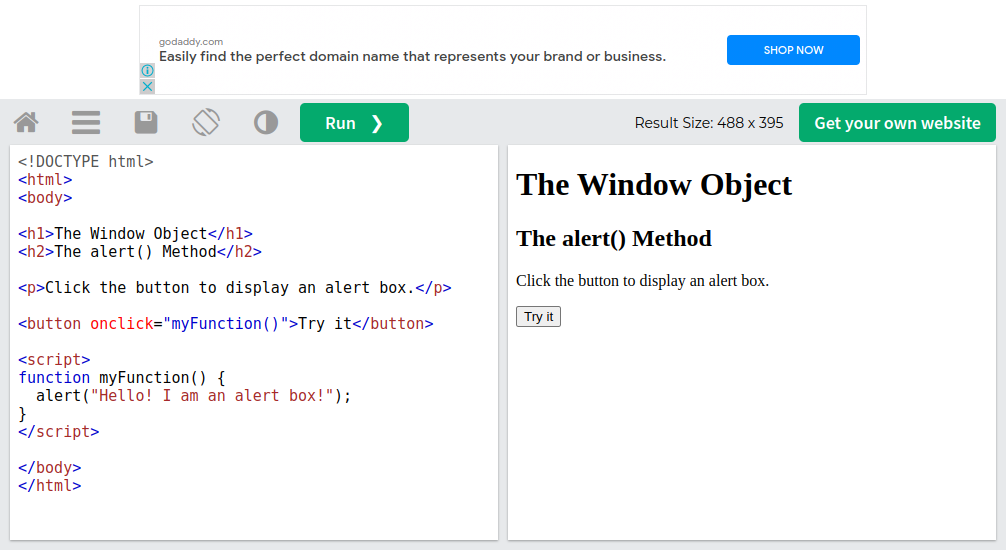 godaddy.com
Easily find the perfect domain name that represents your brand or business.
SHOP NOW
Run ❯
Result Size: 488 x 395
Get your own website
<!DOCTYPE html>
<html>
<body>
<h1>The Window Object</h1>
<h2>The alert() Method</h2>
<p>Click the button to display an alert box.</p>
<button onclick="myFunction()">Try it</button>
<script>
function myFunction() {
  alert("Hello! I am an alert box!");
}
</script>
</body>
</html>
The Window Object
The alert() Method
Click the button to display an alert box.
Try it